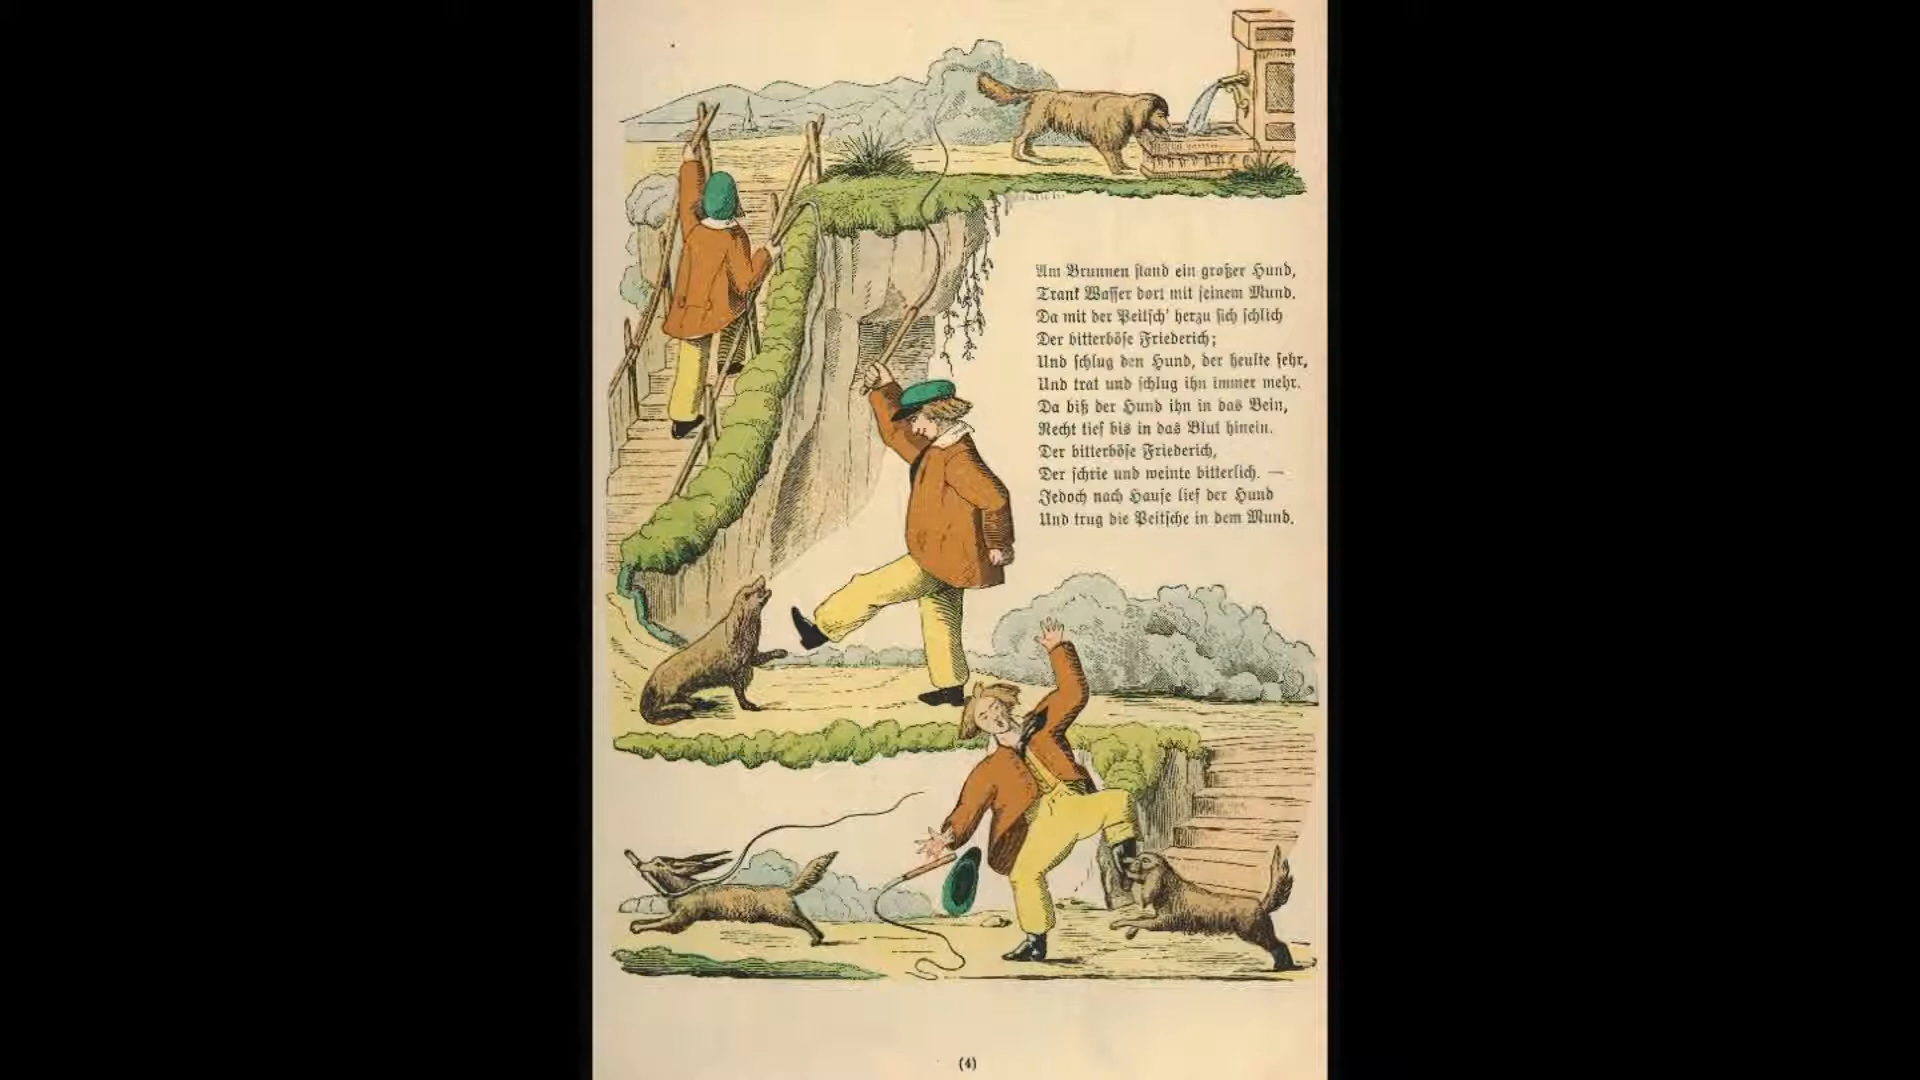 Am Brunnen stand ein großer Hund,
Trank Wasser dort mit seinem Mund.
Da mit der Peitsch' herzu sich schlich
Der bitterböse Friederich;
Und schlug den Hund, der heulte sehr,
Und trat und schlug ihn immer mehr.
Da biß der Hund ihn in das Bein,
Recht tief bis in das Blut hinein.
Der bitterböse Friederich,
Der schrie und weinte bitterlich. —
Jedoch nach Hause lief der Hund
Und trug die Peitsche in dem Mund.
(4)